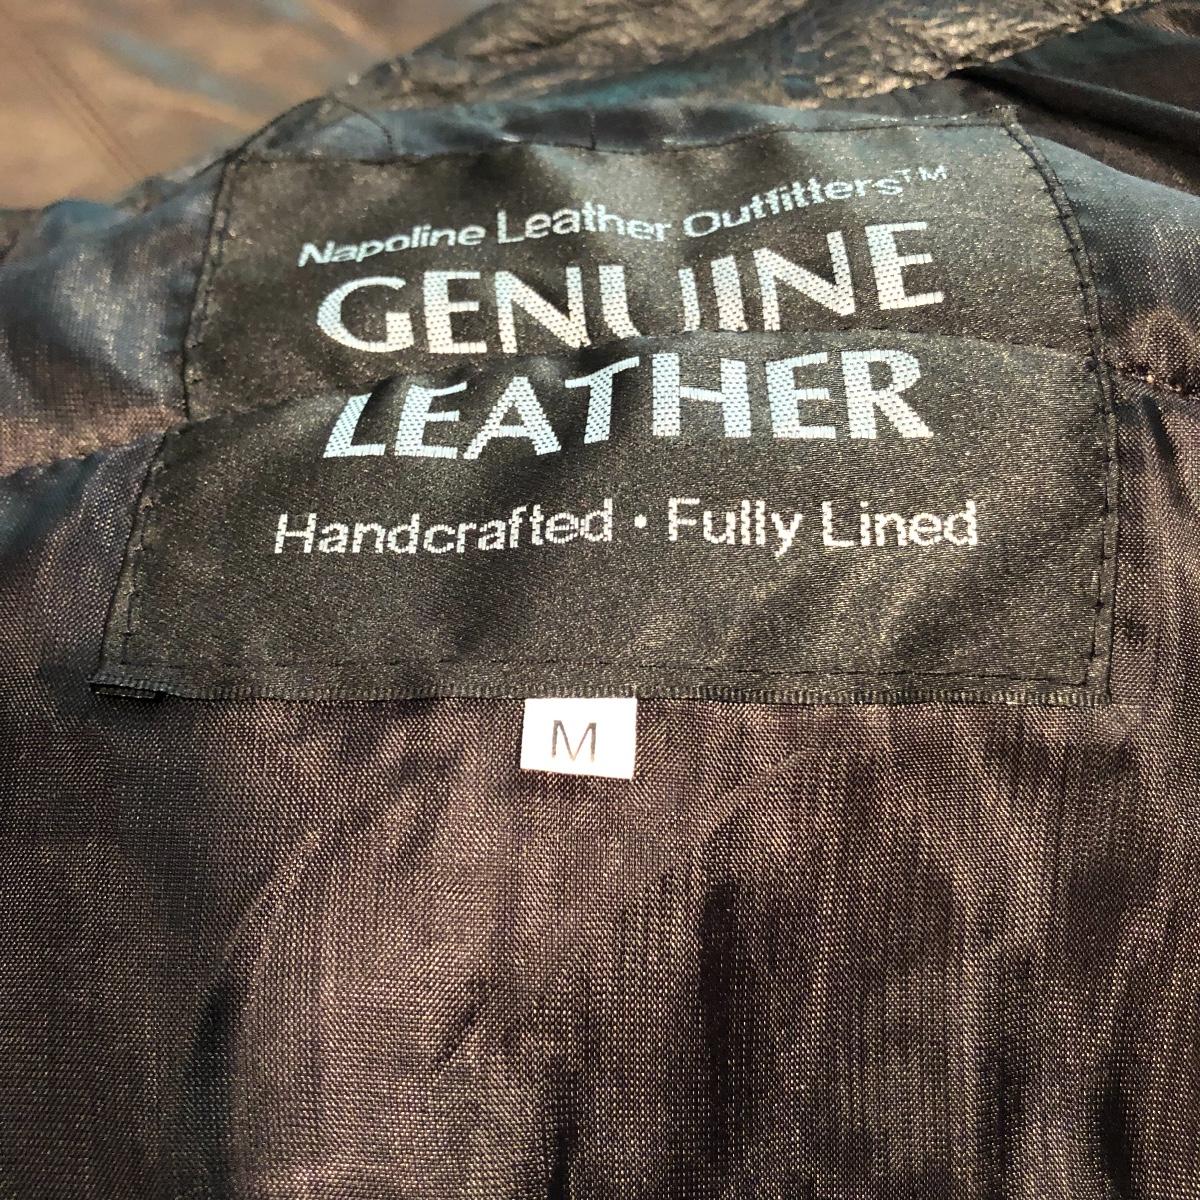 Napoline Leather Outfitters™
GENUINE
LEATHER
Handcrafted • Fully Lined
M